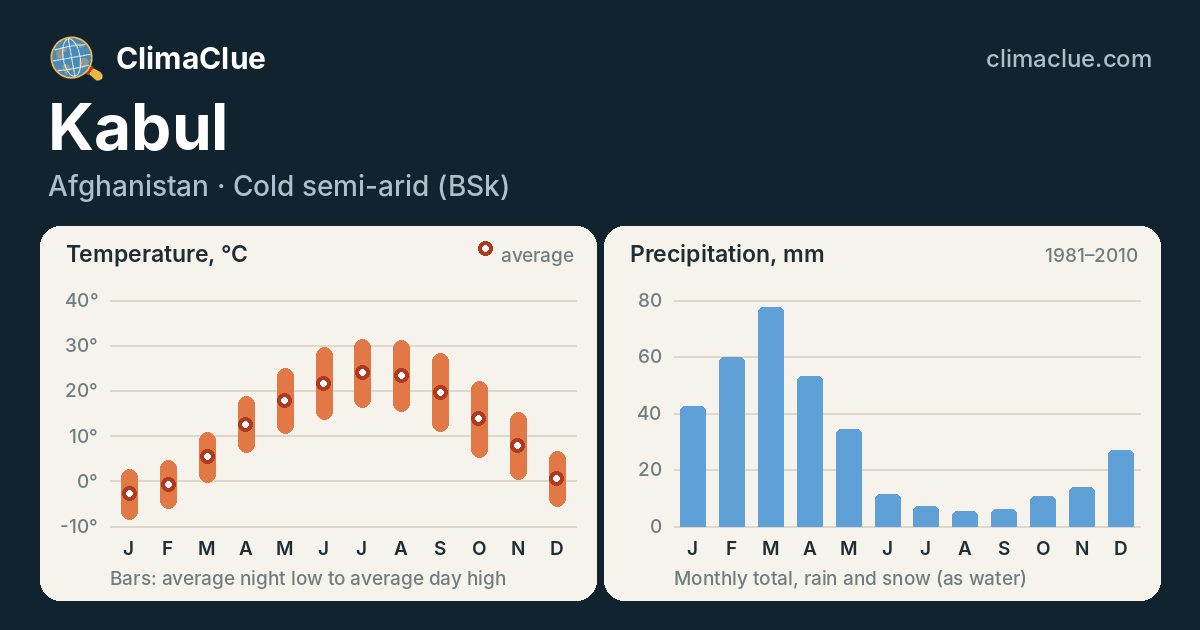 ClimaClue
climaclue.com
Kabul
Afghanistan · Cold semi-arid (BSk)
Temperature, °C
average
40°
30°
20°
10°
0°
-10°
J F M A M J J A S O N D
Bars: average night low to average day high
Precipitation, mm
1981–2010
80
60
40
20
0
J F M A M J J A S O N D
Monthly total, rain and snow (as water)